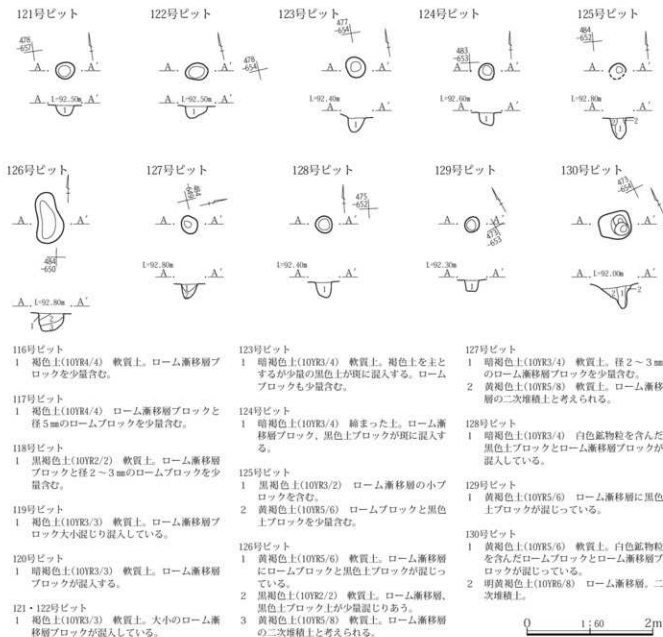 121号ピット
122号ピット
123号ピット
124号ピット
125号ピット
478
-657
A A′
A L=92.50m A′
1
478
-654
A A′
A L=92.50m A′
1
477
-654
A A′
L=92.40m
A A′
1
483
-653
A A′
L=92.60m
A A′
1
484
-652
A A′
L=92.80m
A A′
2 1 2
126号ピット
127号ピット
128号ピット
129号ピット
130号ピット
A A′
484
-650
A L=92.80m A′
1 2
3
A A′
L=92.80m
A A′
475
-652
A A′
L=92.40m
A A′
1
473
-653
A A′
L=92.30m
A A′
1
473
-654
A A′
L=92.00m
A A′
2 1 2
116号ピット
1 褐色土(10YR4/4) 軟質土。ローム漸移層ブ
ロックを少量含む。
117号ピット
1 褐色土(10YR4/4) ローム漸移層ブロックと
径5㎜のロームブロックを少量含む。
118号ピット
1 黒褐色土(10YR2/2) 軟質土。ローム漸移層
ブロックと径2～3㎜のロームブロックを少
量含む。
119号ピット
1 褐色土(10YR3/3) 軟質土。ローム漸移層ブ
ロック大小混じり混入している。
120号ピット
1 暗褐色土(10YR3/3) 軟質土。ローム漸移層
ブロックが混入する。
121・122号ピット
1 褐色土(10YR3/3) 軟質土。大小のローム漸
移層ブロックが混入している。
123号ピット
1 暗褐色土(10YR3/4) 軟質土。褐色土を主と
するが少量の黒色土が斑に混入する。ローム
ブロックも少量含む。
124号ピット
1 暗褐色土(10YR3/4) 締まった土。ローム漸
移層ブロック、黒色土ブロックが斑に混入す
る。
125号ピット
1 黒褐色土(10YR3/2) ローム漸移層の小ブ
ロックを含む。
2 黄褐色土(10YR5/6) ロームブロックと黒色
土ブロックを少量含む。
126号ピット
1 黄褐色土(10YR5/6) 軟質土。ローム漸移層
にロームブロックと黒色土ブロックが混じっ
ている。
2 黒褐色土(10YR2/2) 軟質土。ローム漸移層、
黒色土ブロック土が少量混じりあう。
3 黄褐色土(10YR5/8) 軟質土。ローム漸移層
の二次堆積土と考えられる。
127号ピット
1 暗褐色土(10YR3/4) 軟質土。径2～3㎜
のローム漸移層ブロックを少量含む。
2 黄褐色土(10YR5/8) 軟質土。ローム漸移
層の二次堆積土と考えられる。
128号ピット
1 暗褐色土(10YR3/4) 白色鉱物粒を含んだ
黒色土ブロックとローム漸移層ブロックが
混入している。
129号ピット
1 黄褐色土(10YR5/6) ローム漸移層に黒色
土ブロックが混じっている。
130号ピット
1 黄褐色土(10YR5/6) 軟質土。白色鉱物粒
を含んだロームブロックとローム漸移層ブ
ロックが混じっている。
2 明黄褐色土(10YR6/8) ローム漸移層。二
次堆積土。
0 1：60 2m